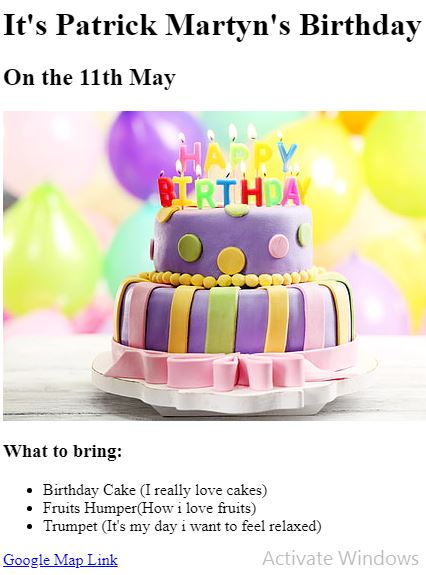 It's Patrick Martyn's Birthday
On the 11th May
HAPPY
BIRTHDAY
What to bring:
Birthday Cake (I really love cakes)
Fruits Humper(How i love fruits)
Trumpet (It's my day i want to feel relaxed)
Google Map Link
Activate Windows